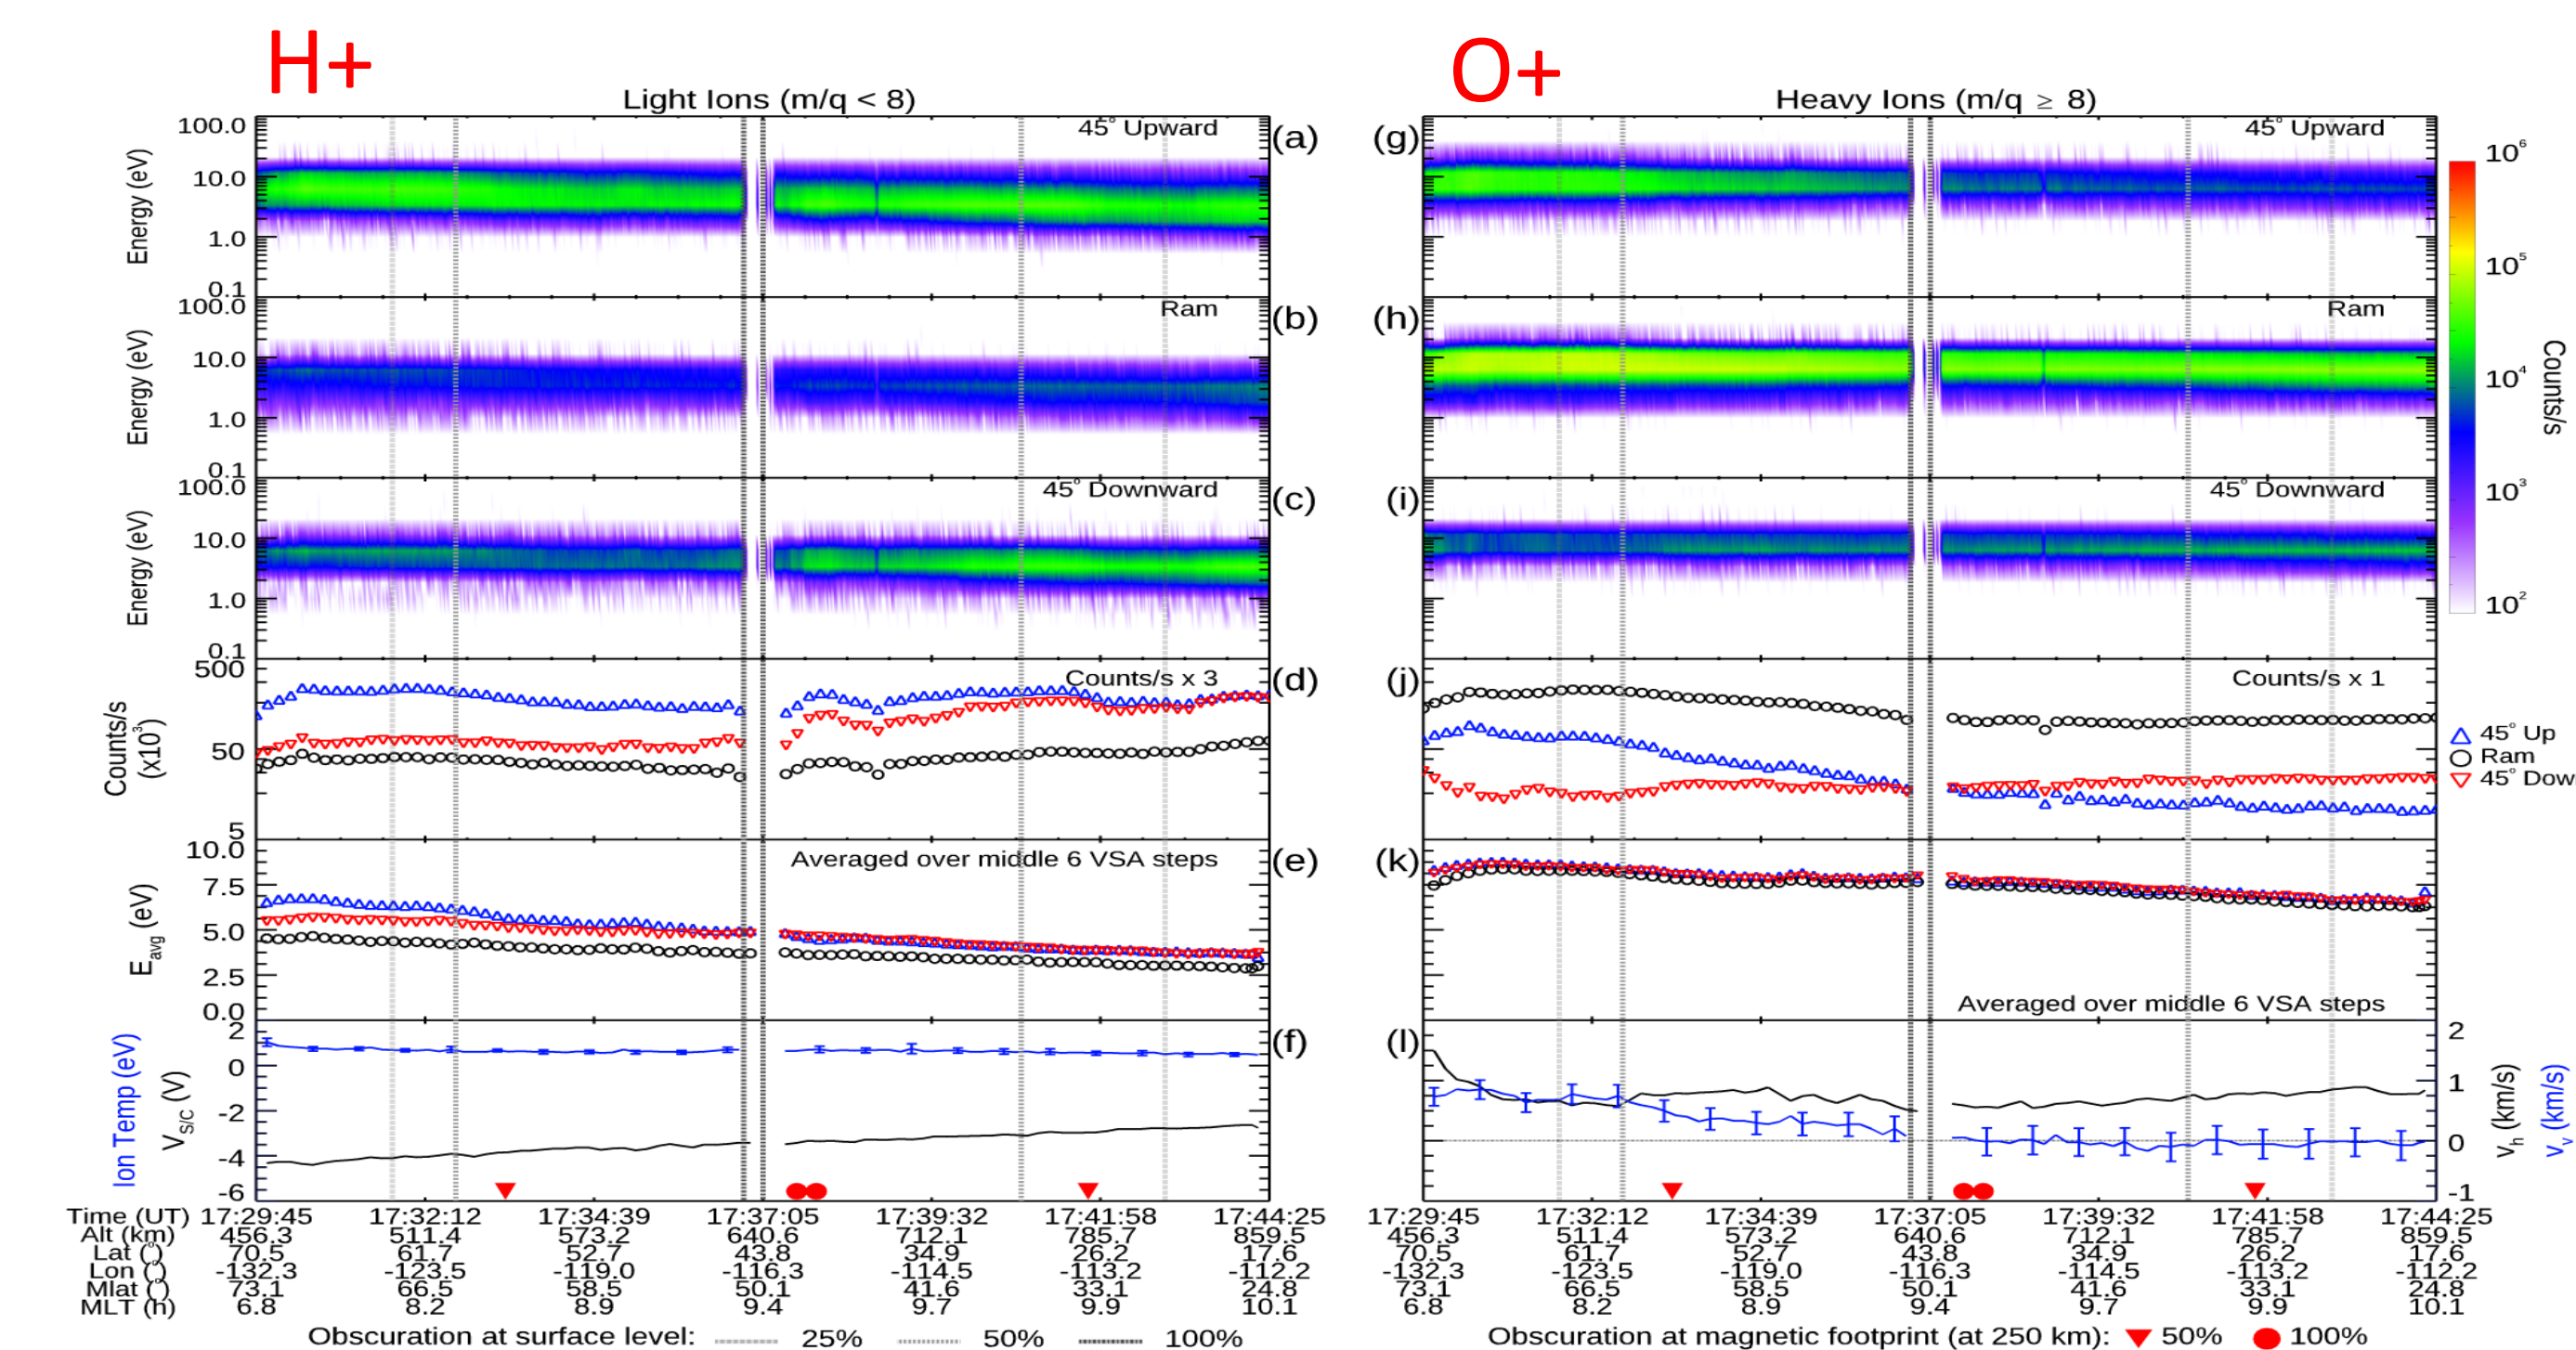 H+
O+
Light Ions (m/q < 8)
Heavy Ions (m/q ≥ 8)
100.0
10.0
1.0
0.1
Energy (eV)
45° Upward
(a)
100.0
10.0
1.0
0.1
Energy (eV)
Ram
(b)
100.0
10.0
1.0
0.1
Energy (eV)
45° Downward
(c)
500
50
5
Counts/s
(x10³)
Counts/s x 3
(d)
10.0
7.5
5.0
2.5
0.0
Eavg (eV)
Averaged over middle 6 VSA steps
(e)
2
0
-2
-4
-6
Ion Temp (eV)
VS/C (V)
(f)
(g)
45° Upward
(h)
Ram
(i)
45° Downward
(j)
Counts/s x 1
(k)
Averaged over middle 6 VSA steps
(l)
2
1
0
-1
vh (km/s)
vv (km/s)
10⁶
10⁵
10⁴
10³
10²
Counts/s
45° Up
Ram
45° Dow
Time (UT) 17:29:45 17:32:12 17:34:39 17:37:05 17:39:32 17:41:58 17:44:25
Alt (km) 456.3 511.4 573.2 640.6 712.1 785.7 859.5
Lat (°) 70.5 61.7 52.7 43.8 34.9 26.2 17.6
Lon (°) -132.3 -123.5 -119.0 -116.3 -114.5 -113.2 -112.2
Mlat (°) 73.1 66.5 58.5 50.1 41.6 33.1 24.8
MLT (h) 6.8 8.2 8.9 9.4 9.7 9.9 10.1
17:29:45 17:32:12 17:34:39 17:37:05 17:39:32 17:41:58 17:44:25
456.3 511.4 573.2 640.6 712.1 785.7 859.5
70.5 61.7 52.7 43.8 34.9 26.2 17.6
-132.3 -123.5 -119.0 -116.3 -114.5 -113.2 -112.2
73.1 66.5 58.5 50.1 41.6 33.1 24.8
6.8 8.2 8.9 9.4 9.7 9.9 10.1
Obscuration at surface level: 25% 50% 100%
Obscuration at magnetic footprint (at 250 km): 50% 100%